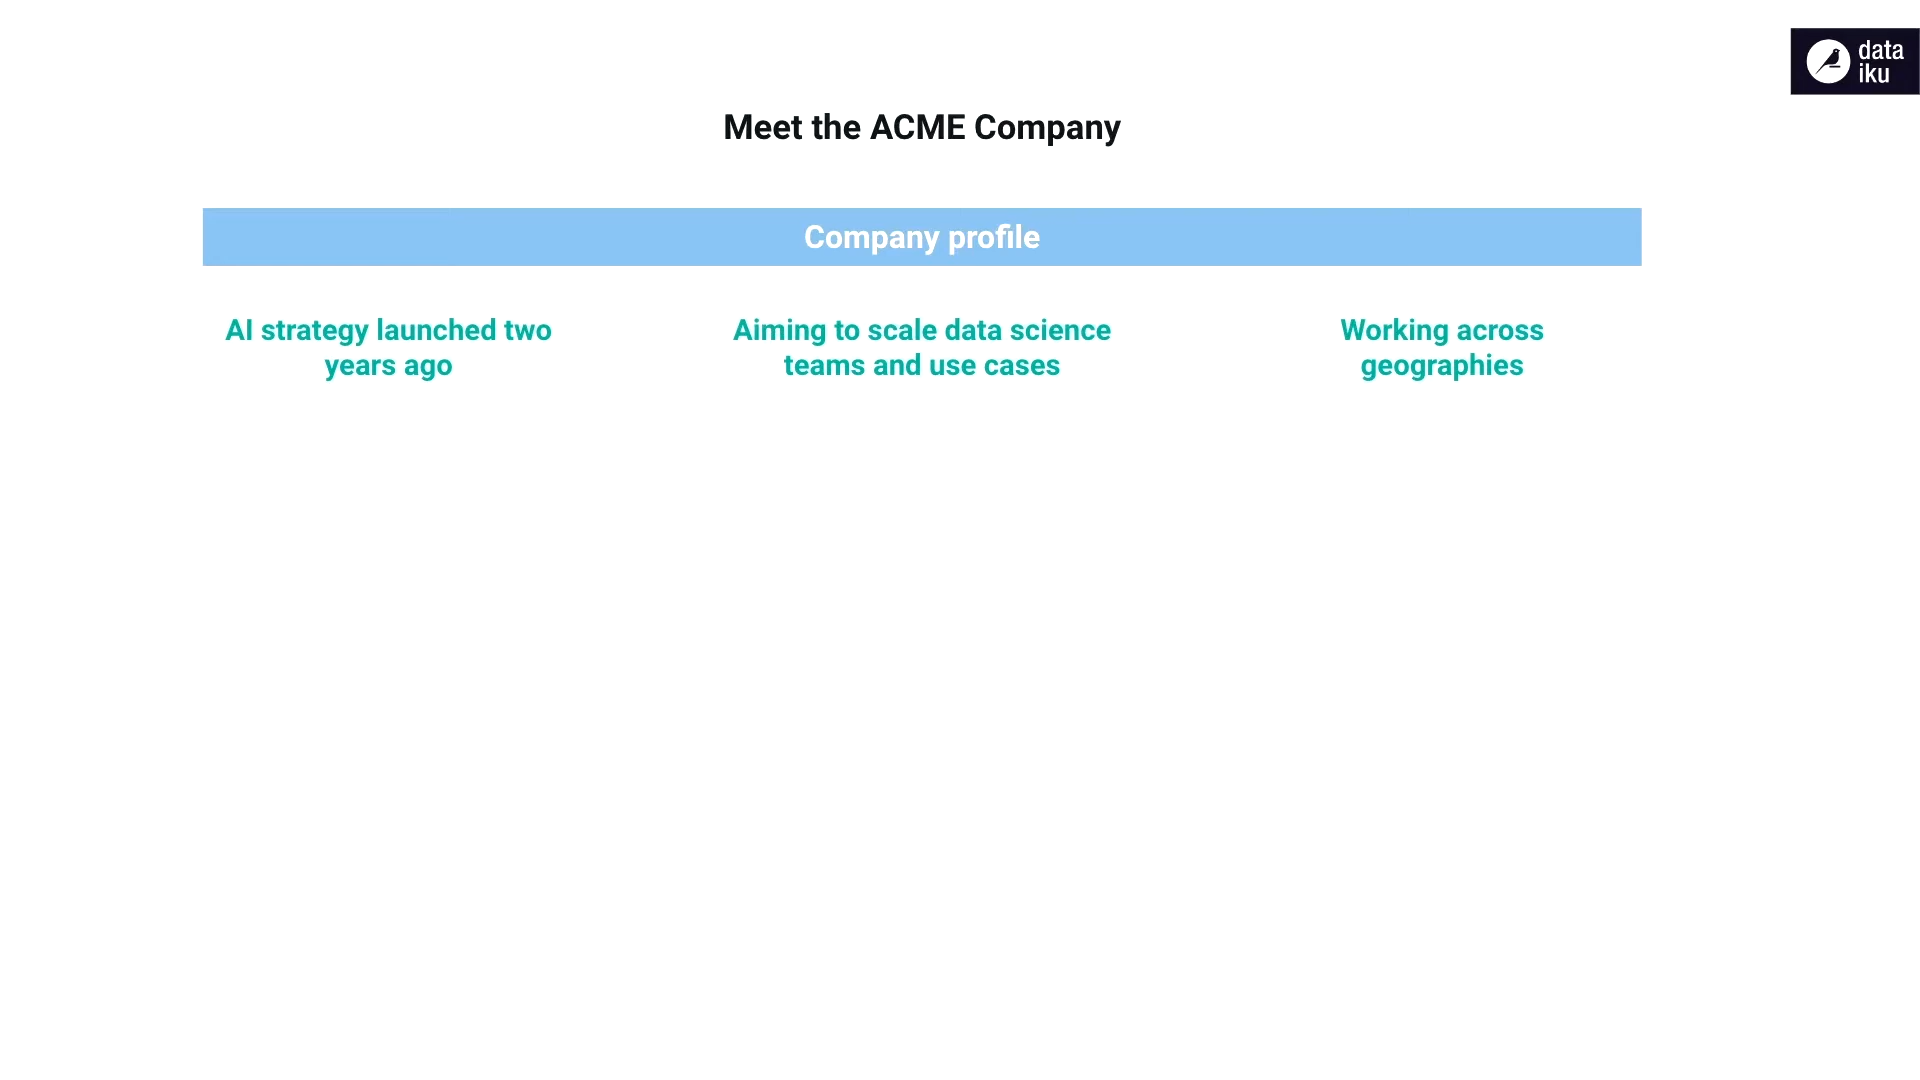 data
iku
Meet the ACME Company
Company profile
AI strategy launched two
years ago
Aiming to scale data science
teams and use cases
Working across
geographies